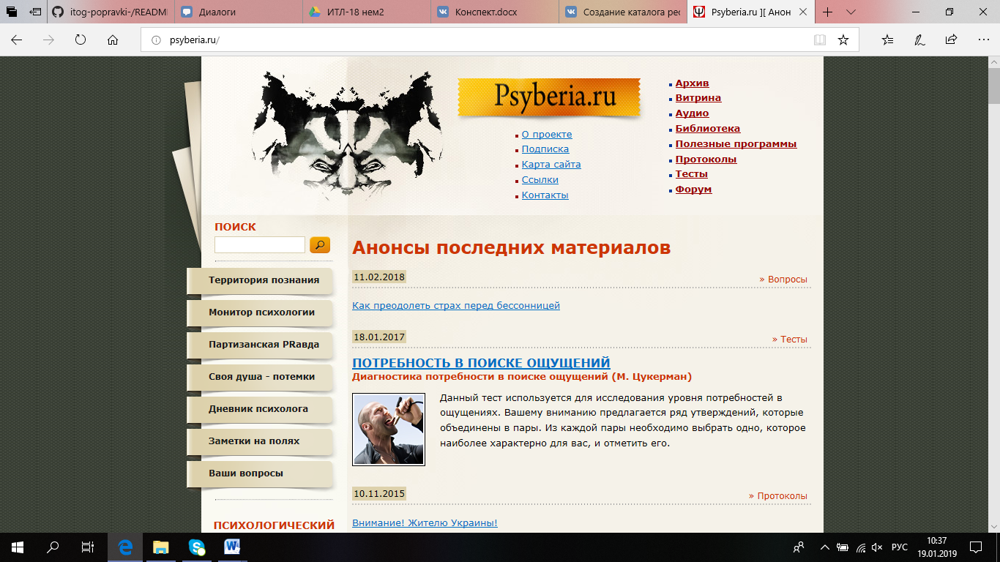 itog-popravki-/READMI
Диалоги
ИТЛ-18 нем2
Конспект.docx
Создание каталога рес
Psyberia.ru ][ Анон
psyberia.ru/
Psyberia.ru
О проекте
Подписка
Карта сайта
Ссылки
Контакты
Архив
Витрина
Аудио
Библиотека
Полезные программы
Протоколы
Тесты
Форум
ПОИСК
Территория познания
Монитор психологии
Партизанская PRавда
Своя душа - потемки
Дневник психолога
Заметки на полях
Ваши вопросы
ПСИХОЛОГИЧЕСКИЙ
Анонсы последних материалов
11.02.2018
» Вопросы
Как преодолеть страх перед бессонницей
18.01.2017
» Тесты
ПОТРЕБНОСТЬ В ПОИСКЕ ОЩУЩЕНИЙ
Диагностика потребности в поиске ощущений (М. Цукерман)
Данный тест используется для исследования уровня потребностей в
ощущениях. Вашему вниманию предлагается ряд утверждений, которые
объединены в пары. Из каждой пары необходимо выбрать одно, которое
наиболее характерно для вас, и отметить его.
10.11.2015
» Протоколы
Внимание! Жителю Украины!
РУС
10:37
19.01.2019